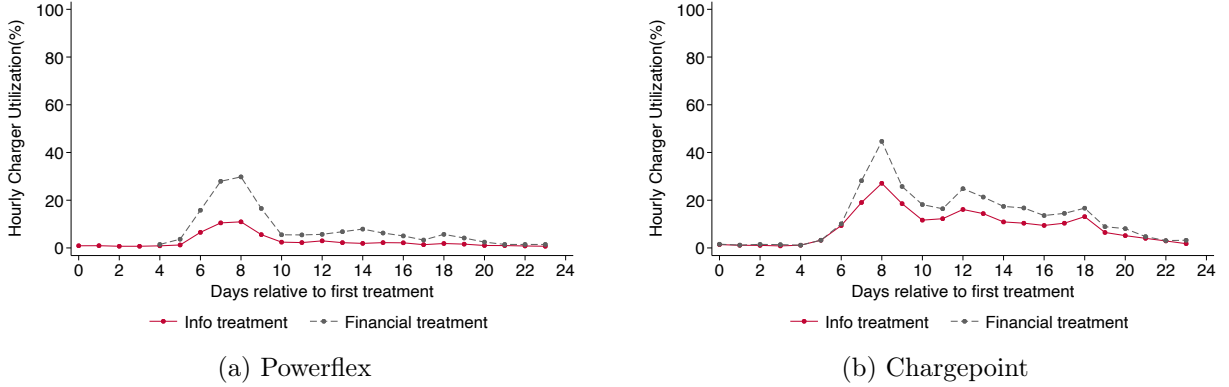 Hourly Charger Utilization(%)
100
80
60
40
20
0
0 2 4 6 8 10 12 14 16 18 20 22 24
Days relative to first treatment
Info treatment Financial treatment
(a) Powerflex
Hourly Charger Utilization(%)
100
80
60
40
20
0
0 2 4 6 8 10 12 14 16 18 20 22 24
Days relative to first treatment
Info treatment Financial treatment
(b) Chargepoint